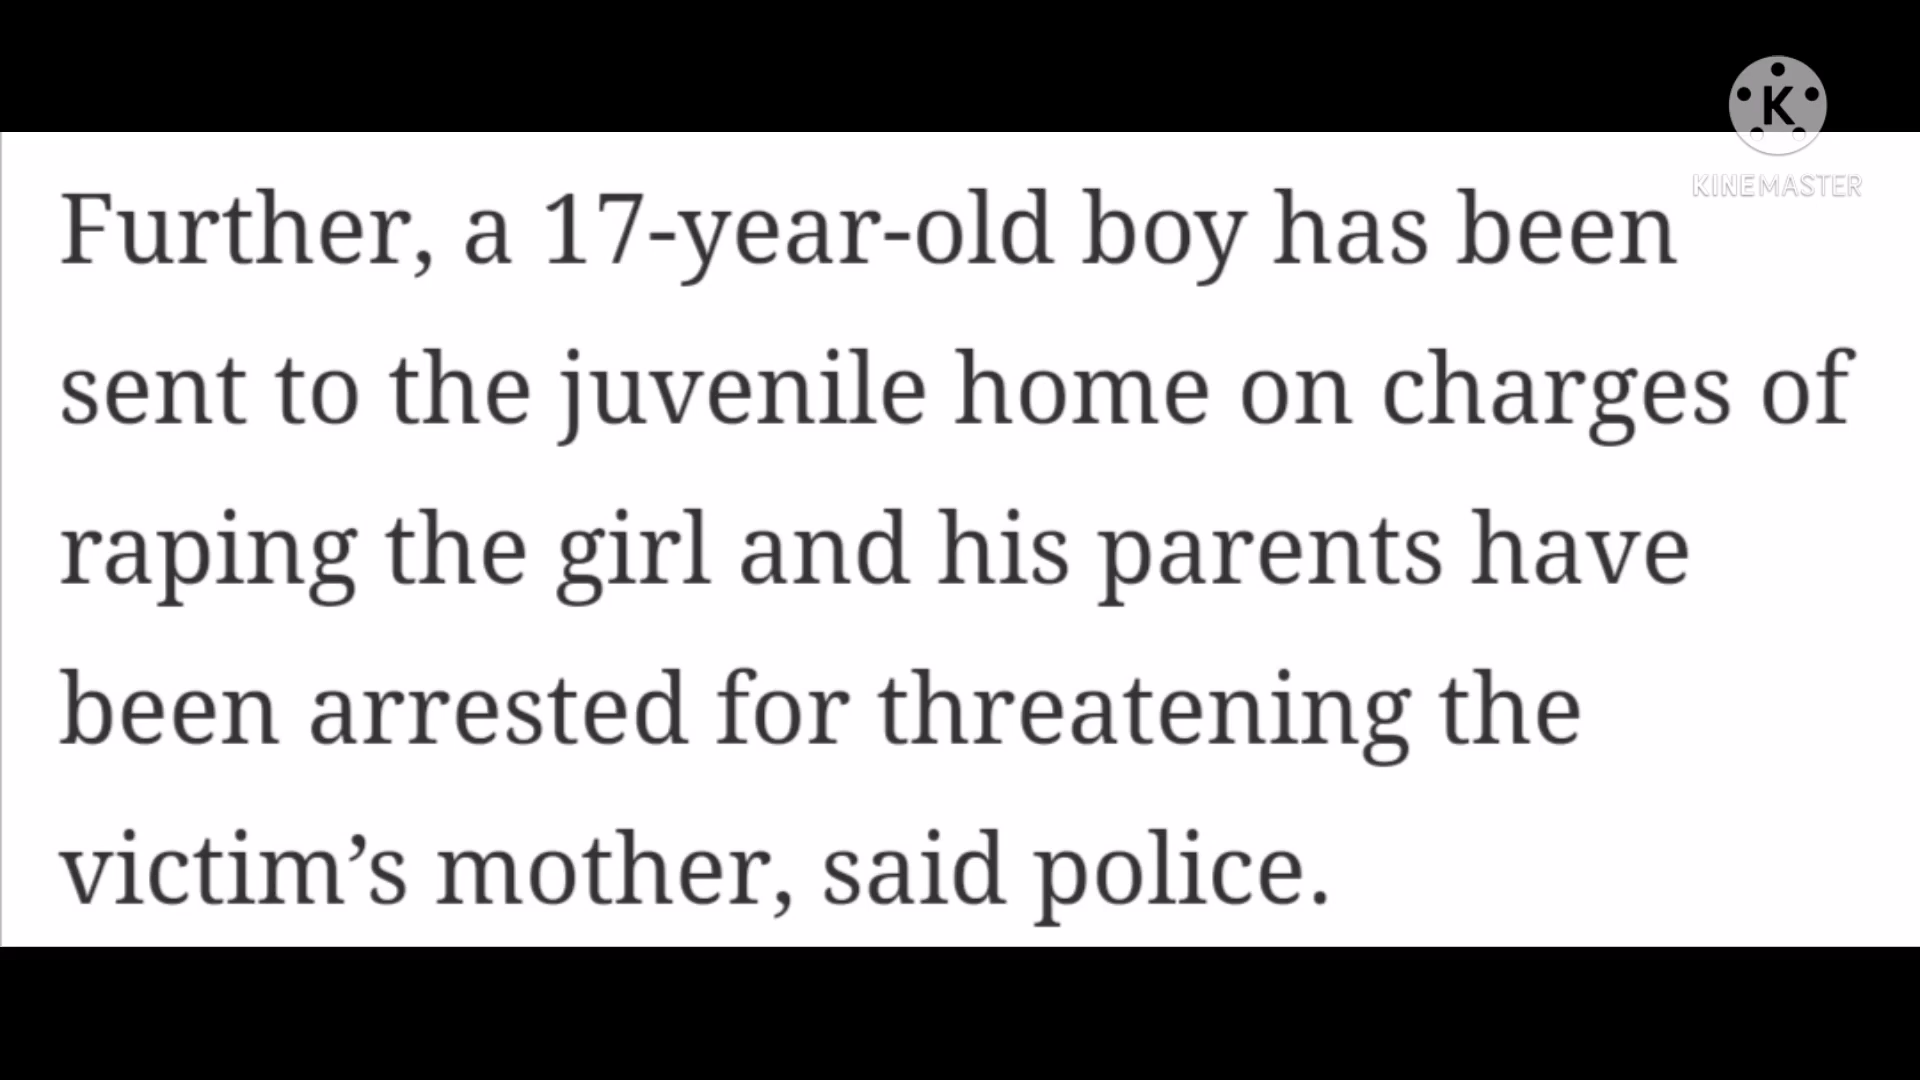 K
KINEMASTER
Further, a 17-year-old boy has been
sent to the juvenile home on charges of
raping the girl and his parents have
been arrested for threatening the
victim’s mother, said police.